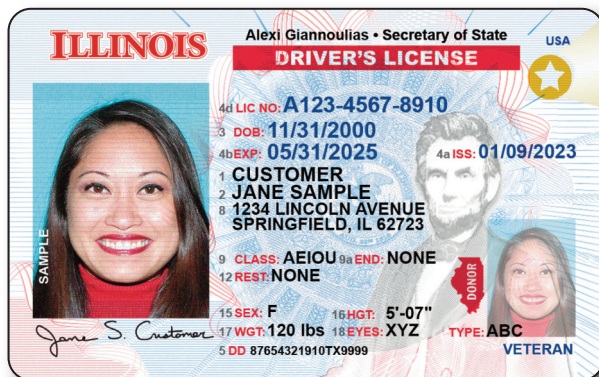 ILLINOIS
Alexi Giannoulias • Secretary of State
USA
DRIVER'S LICENSE
4d LIC NO: A123-4567-8910
3 DOB: 11/31/2000
4b EXP: 05/31/2025 4a ISS: 01/09/2023
1 CUSTOMER
2 JANE SAMPLE
8 1234 LINCOLN AVENUE
SPRINGFIELD, IL 62723
9 CLASS: AEIOU 9a END: NONE
12 REST: NONE
SAMPLE
DONOR
15 SEX: F 16 HGT: 5'-07"
17 WGT: 120 lbs 18 EYES: XYZ TYPE: ABC
Jane S. Customer
5 DD 87654321910TX9999
VETERAN